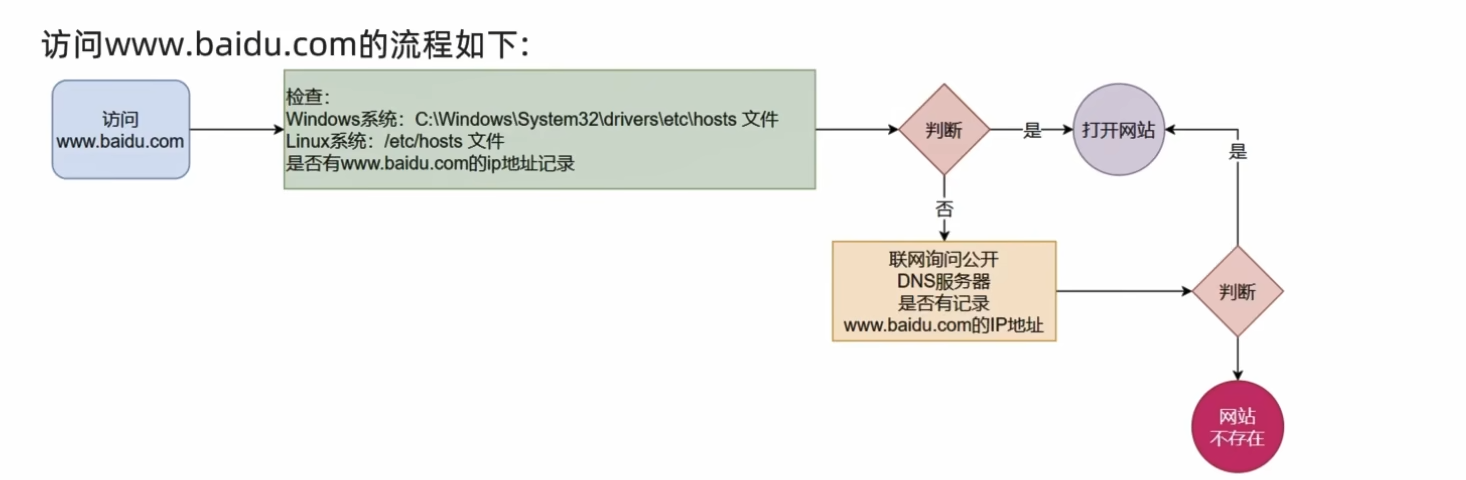 访问www.baidu.com的流程如下：
访问
www.baidu.com
检查：
Windows系统：C:\Windows\System32\drivers\etc\hosts 文件
Linux系统：/etc/hosts 文件
是否有www.baidu.com的ip地址记录
判断
是
打开网站
是
否
联网询问公开
DNS服务器
是否有记录
www.baidu.com的IP地址
判断
网站
不存在